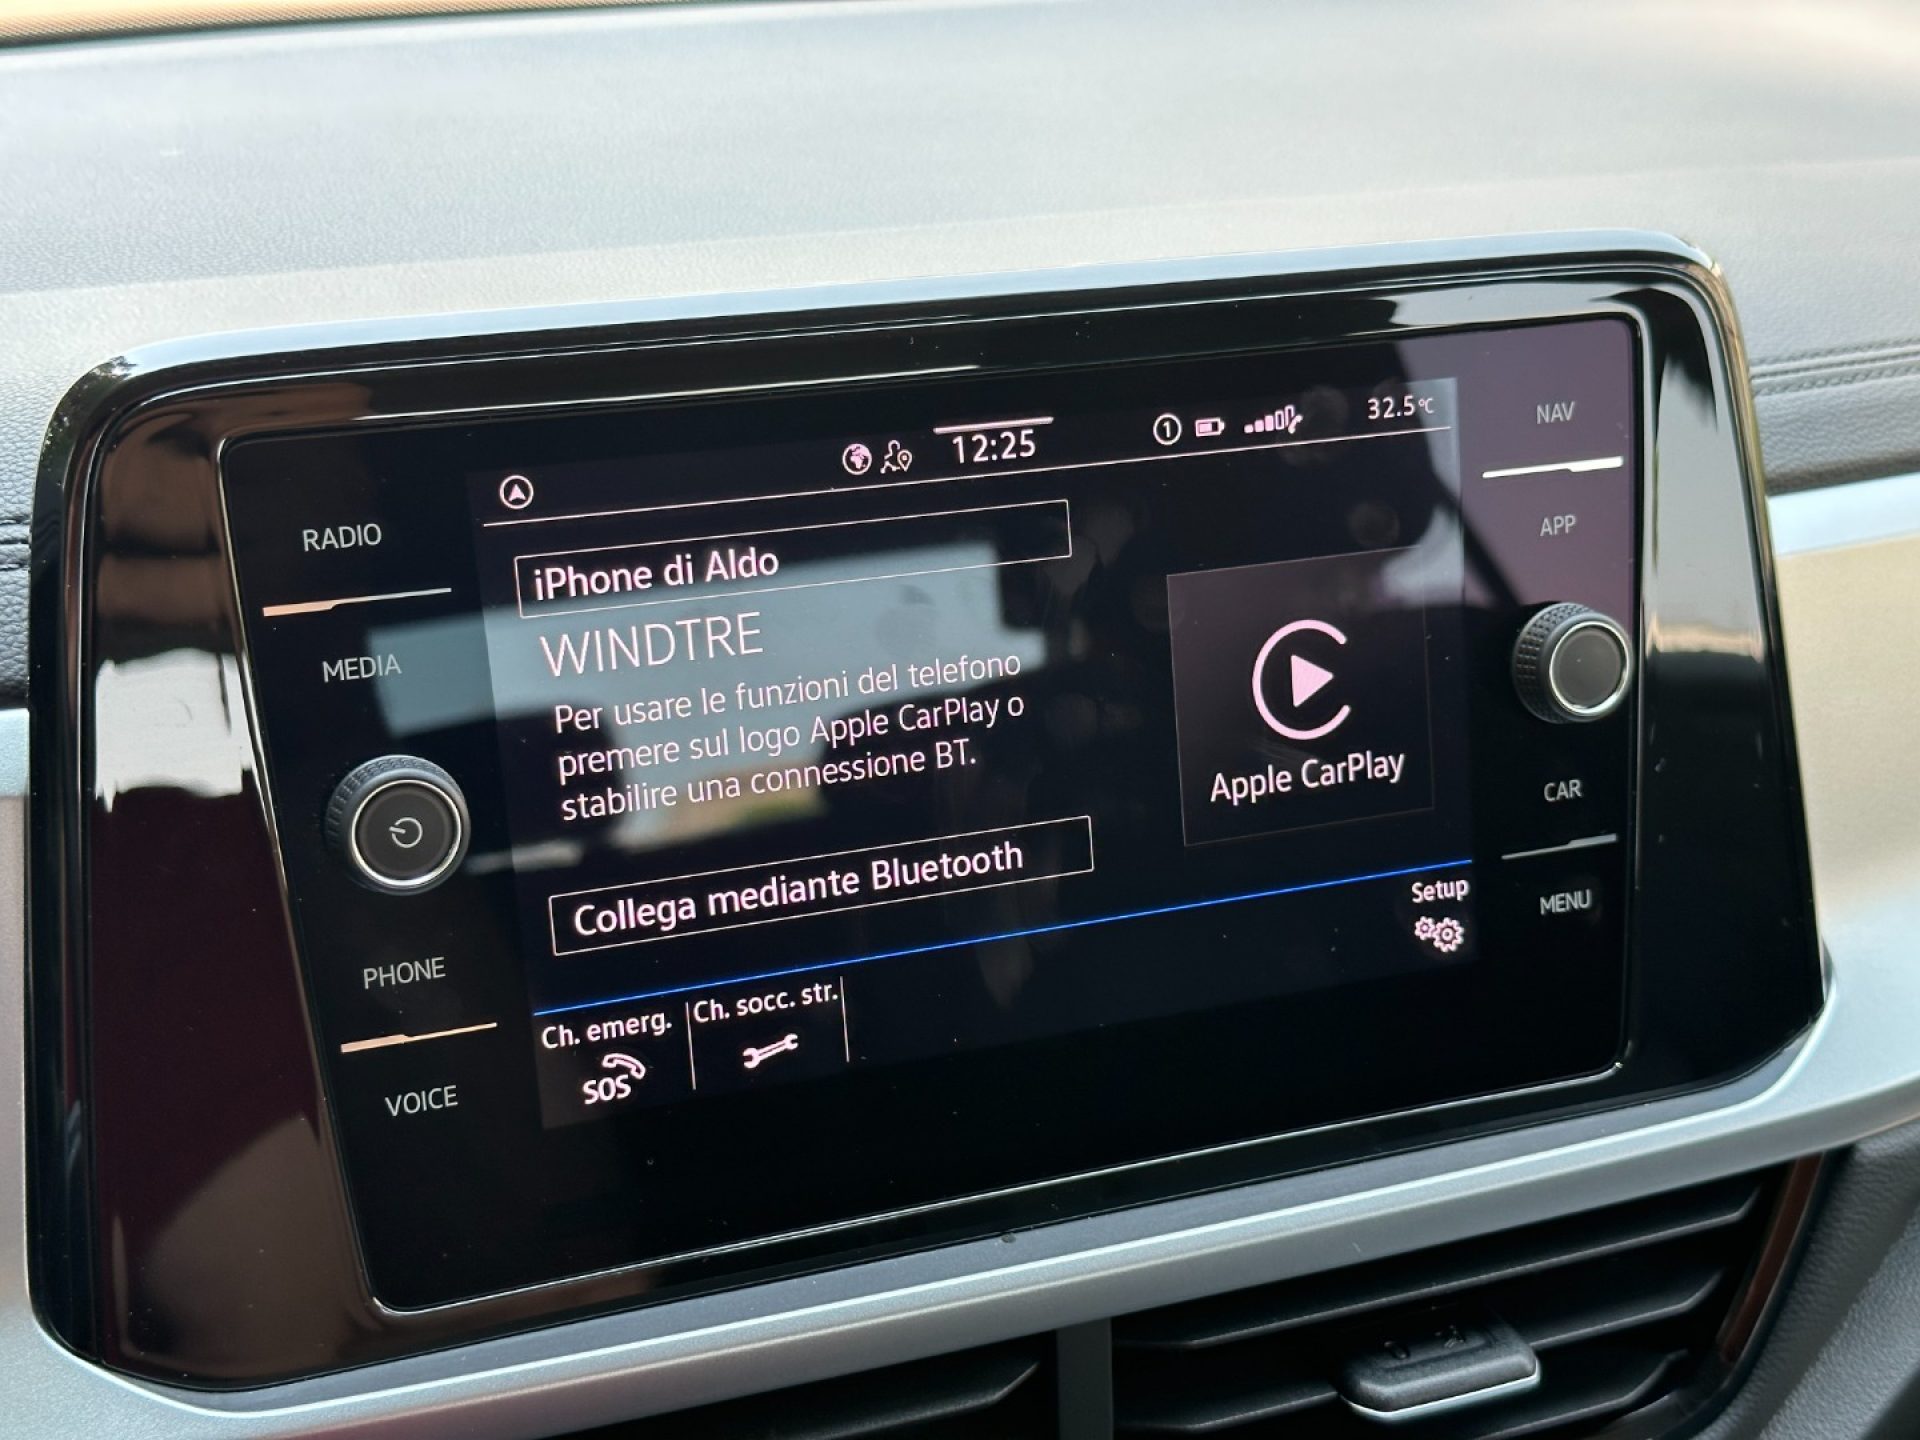 RADIO
MEDIA
PHONE
VOICE
12:25
1
32.5°C
iPhone di Aldo
WINDTRE
Per usare le funzioni del telefono
premere sul logo Apple CarPlay o
stabilire una connessione BT.
Collega mediante Bluetooth
Apple CarPlay
Setup
Ch. emerg.
SOS
Ch. socc. str.
NAV
APP
CAR
MENU